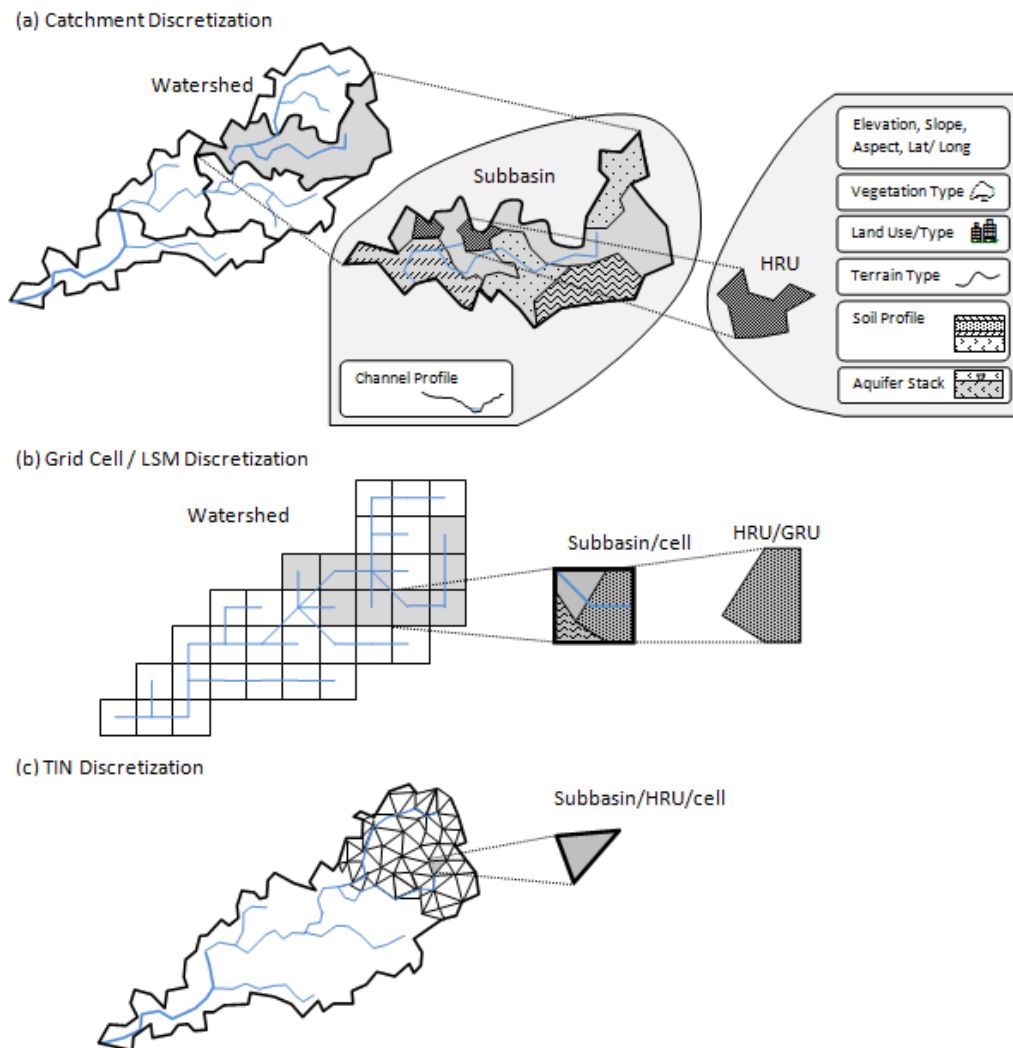 (a) Catchment Discretization
Watershed
Subbasin
HRU
Elevation, Slope,
Aspect, Lat/ Long
Vegetation Type
Land Use/Type
Terrain Type
Soil Profile
Aquifer Stack
Channel Profile
(b) Grid Cell / LSM Discretization
Watershed
Subbasin/cell
HRU/GRU
(c) TIN Discretization
Subbasin/HRU/cell